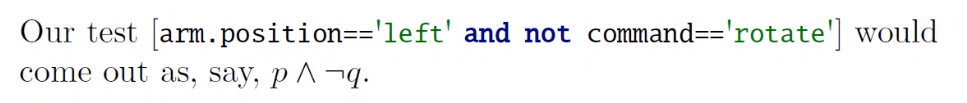 Our test [arm.position=='left' and not command=='rotate'] would
come out as, say, p ∧ ¬q.